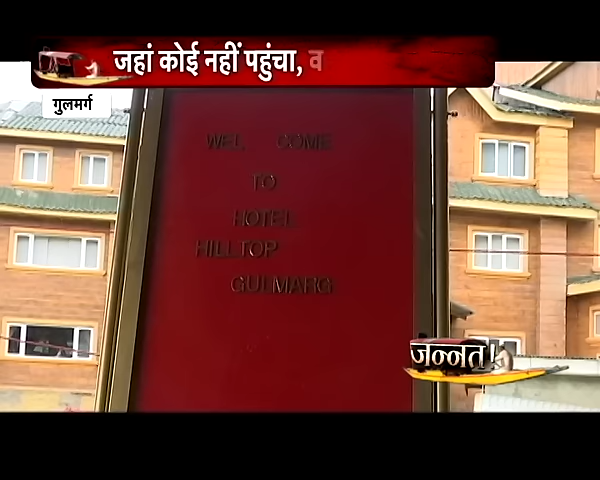 जहां कोई नहीं पहुंचा, व
गुलमर्ग
WEL COME
TO
HOTEL
HILLTOP
GULMARG
जन्नत!